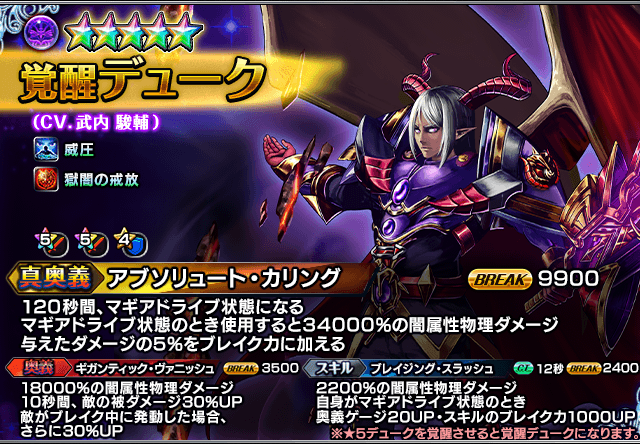 覚醒デューク
(CV.武内 駿輔)
威圧
獄闇の戒放
5 5 4
真奥義 アブソリュート・カリング BREAK 9900
120秒間、マギアドライブ状態になる
マギアドライブ状態のとき使用すると34000%の闇属性物理ダメージ
与えたダメージの5%をブレイク力に加える
奥義 ギガンティック・ヴァニッシュ BREAK 3500
18000%の闇属性物理ダメージ
10秒間、敵の被ダメージ30%UP
敵がブレイク中に発動した場合、
さらに30%UP
スキル ブレイジング・スラッシュ C.T. 12秒 BREAK 2400
2200%の闇属性物理ダメージ
自身がマギアドライブ状態のとき
奥義ゲージ20UP・スキルのブレイク力1000UP
※★5デュークを覚醒させると覚醒デュークになります。